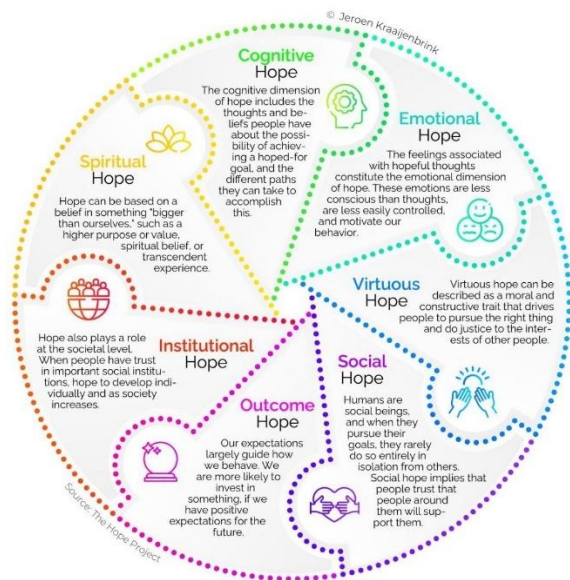 © Jeroen Kraaijenbrink
Cognitive
Hope
The cognitive dimension
of hope includes the
thoughts and be-
liefs people have
about the possi-
bility of achiev-
ing a hoped-for
goal, and the
different paths
they can take to
accomplish
this.
Emotional
Hope
The feelings associated
with hopeful thoughts
constitute the emotional dimension
of hope. These emotions are less
conscious than thoughts,
are less easily controlled,
and motivate our
behavior.
Virtuous
Hope
Virtuous hope can be
described as a moral and
constructive trait that drives
people to pursue the right thing
and do justice to the inter-
ests of other people.
Social
Hope
Humans are
social beings,
and when they
pursue their
goals, they rarely
do so entirely in
isolation from others.
Social hope implies that
people trust that
people around
them will sup-
port them.
Outcome
Hope
Our expectations
largely guide how
we behave. We
are more likely to
invest in
something, if we
have positive
expectations for the
future.
Institutional
Hope
Hope also plays a role
at the societal level.
When people have trust
in important social institu-
tions, hope to develop indi-
vidually and as society
increases.
Spiritual
Hope
Hope can be based on a
belief in something "bigger
than ourselves," such as a
higher purpose or value,
spiritual belief, or
transcendent
experience.
Source: The Hope Project